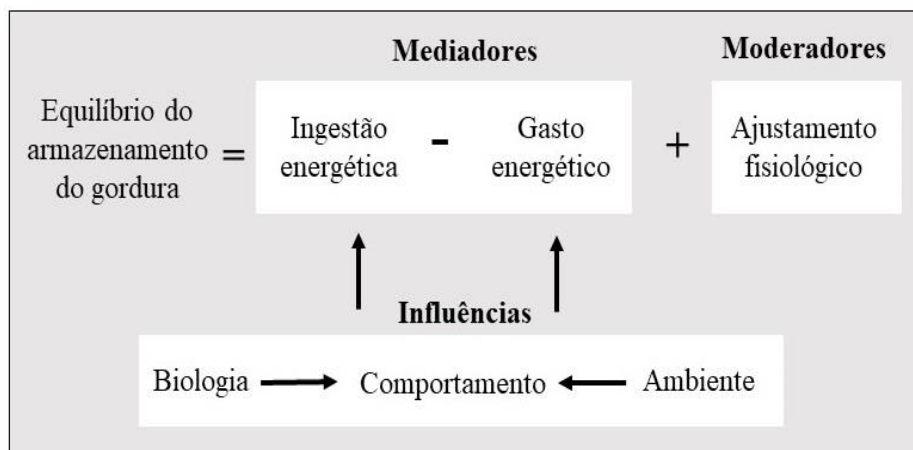 Mediadores
Moderadores
Equilíbrio do
armazenamento
do gordura
=
Ingestão
energética
-
Gasto
energético
+
Ajustamento
fisiológico
Influências
Biologia
Comportamento
Ambiente